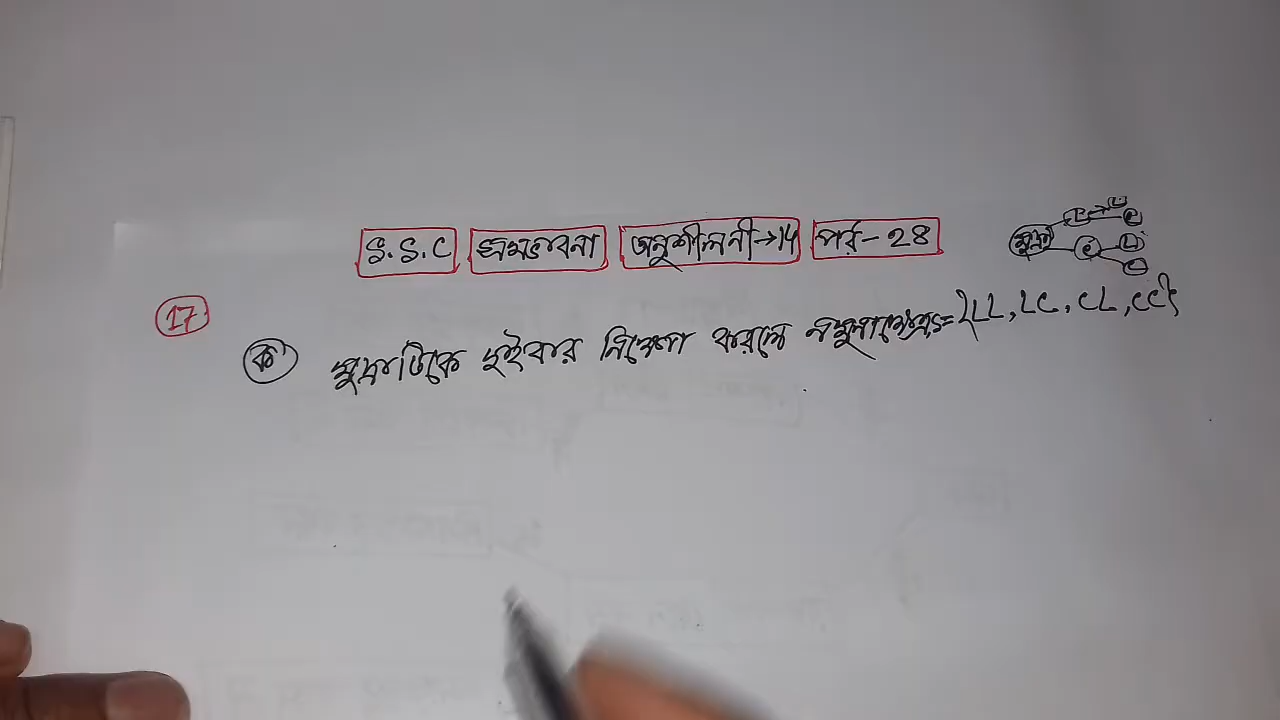 S.S.C সম্ভাবনা অনুশীলনী→14 পর্ব-28
17
ক মুদ্রাটিকে দুইবার নিক্ষেপ করলে নমুনাক্ষেত্র={LL, LC, CL, CC}
মুদ্রা L L C C L C